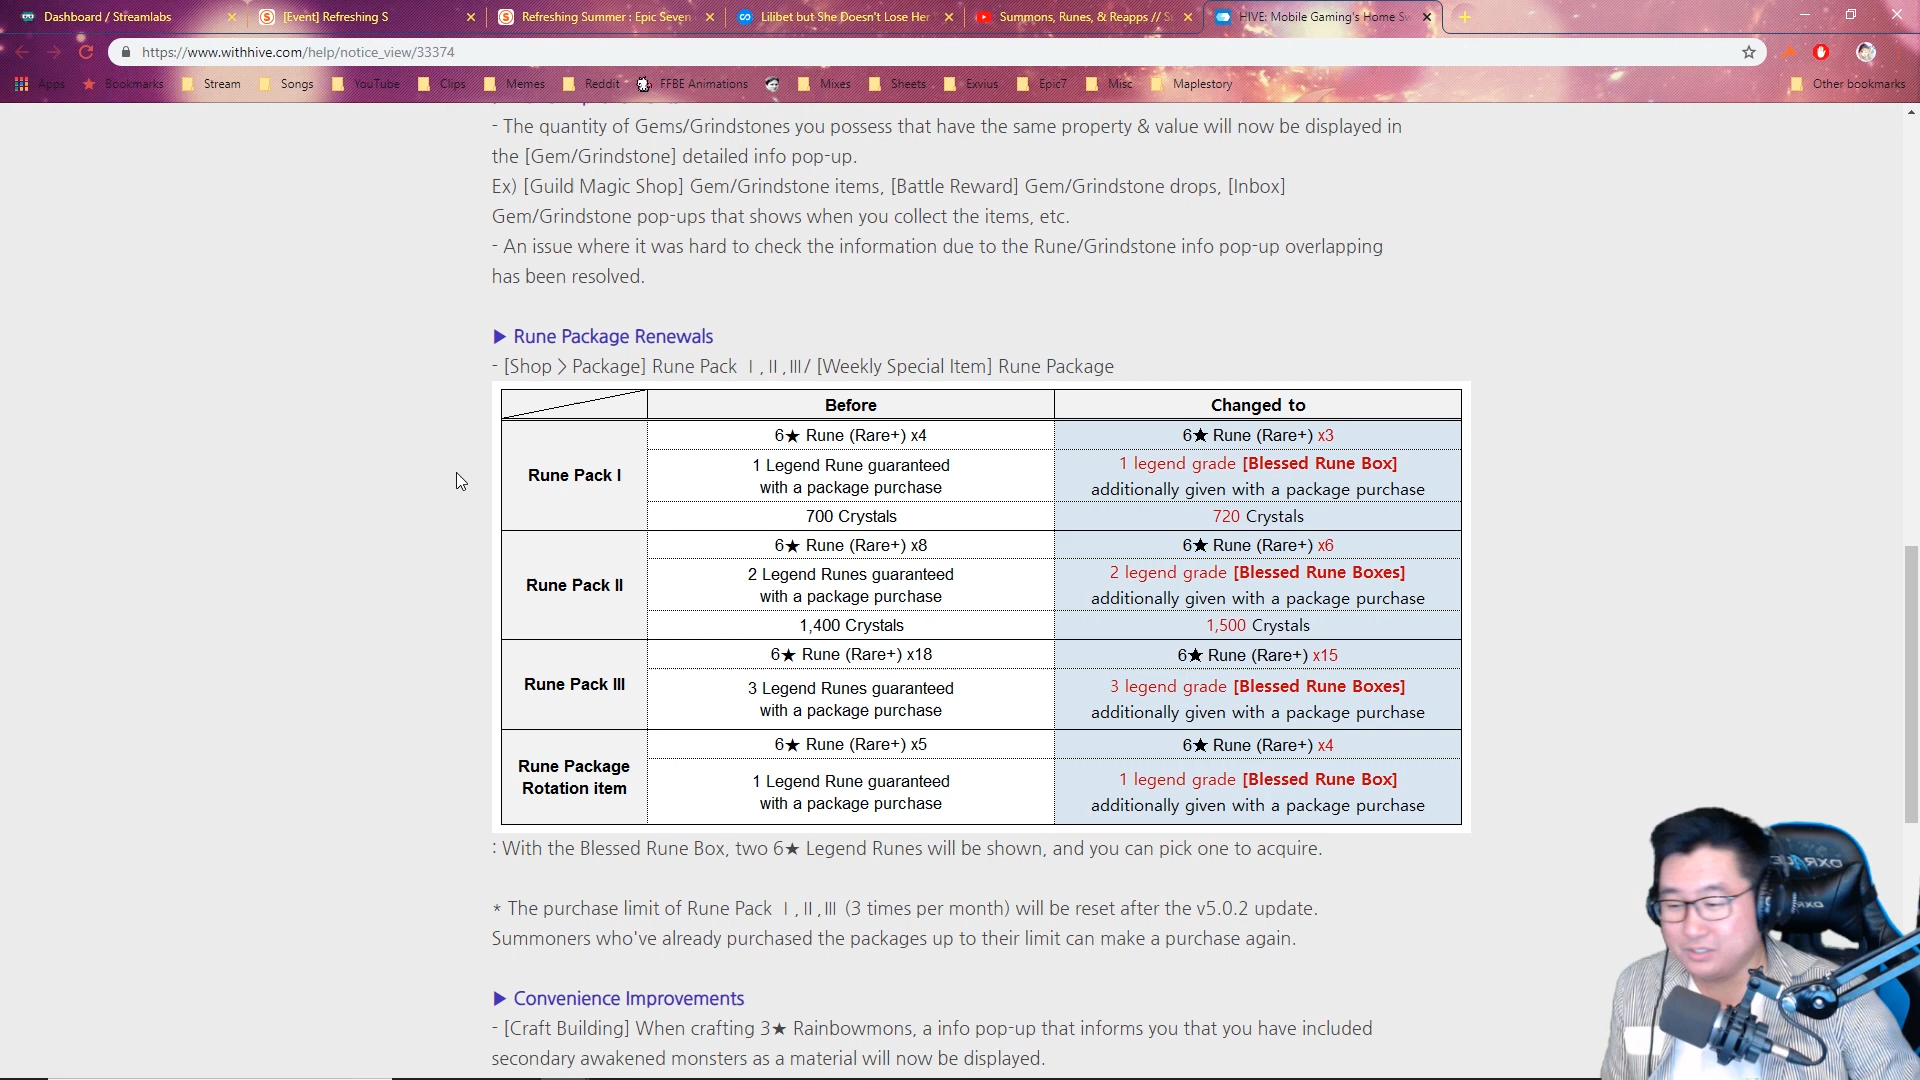 Dashboard / Streamlabs
[Event] Refreshing S
Refreshing Summer : Epic Seven
Lilibet but She Doesn't Lose Her
Summons, Runes, & Reapps // S
HIVE: Mobile Gaming's Home Sw
https://www.withhive.com/help/notice_view/33374
Apps
Bookmarks
Stream
Songs
YouTube
Clips
Memes
Reddit
FFBE Animations
Mixes
Sheets
Exvius
Epic7
Misc
Maplestory
Other bookmarks
- The quantity of Gems/Grindstones you possess that have the same property & value will now be displayed in
the [Gem/Grindstone] detailed info pop-up.
Ex) [Guild Magic Shop] Gem/Grindstone items, [Battle Reward] Gem/Grindstone drops, [Inbox]
Gem/Grindstone pop-ups that shows when you collect the items, etc.
- An issue where it was hard to check the information due to the Rune/Grindstone info pop-up overlapping
has been resolved.
▶ Rune Package Renewals
- [Shop > Package] Rune Pack Ⅰ,Ⅱ,Ⅲ/ [Weekly Special Item] Rune Package
Before
Changed to
Rune Pack I
6★ Rune (Rare+) x4
6★ Rune (Rare+) x3
1 Legend Rune guaranteed
with a package purchase
1 legend grade [Blessed Rune Box]
additionally given with a package purchase
700 Crystals
720 Crystals
Rune Pack II
6★ Rune (Rare+) x8
6★ Rune (Rare+) x6
2 Legend Runes guaranteed
with a package purchase
2 legend grade [Blessed Rune Boxes]
additionally given with a package purchase
1,400 Crystals
1,500 Crystals
Rune Pack III
6★ Rune (Rare+) x18
6★ Rune (Rare+) x15
3 Legend Runes guaranteed
with a package purchase
3 legend grade [Blessed Rune Boxes]
additionally given with a package purchase
Rune Package
Rotation item
6★ Rune (Rare+) x5
6★ Rune (Rare+) x4
1 Legend Rune guaranteed
with a package purchase
1 legend grade [Blessed Rune Box]
additionally given with a package purchase
: With the Blessed Rune Box, two 6★ Legend Runes will be shown, and you can pick one to acquire.
* The purchase limit of Rune Pack Ⅰ,Ⅱ,Ⅲ (3 times per month) will be reset after the v5.0.2 update.
Summoners who've already purchased the packages up to their limit can make a purchase again.
▶ Convenience Improvements
- [Craft Building] When crafting 3★ Rainbowmons, a info pop-up that informs you that you have included
secondary awakened monsters as a material will now be displayed.